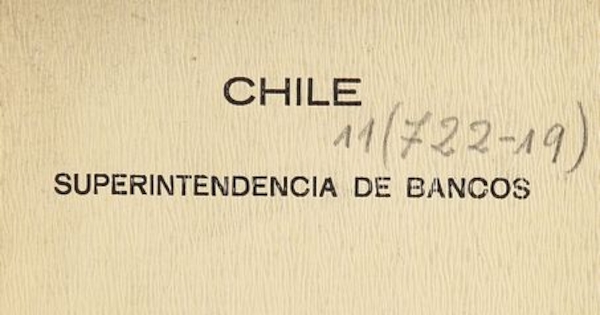 CHILE
11(722-19)
SUPERINTENDENCIA DE BANCOS